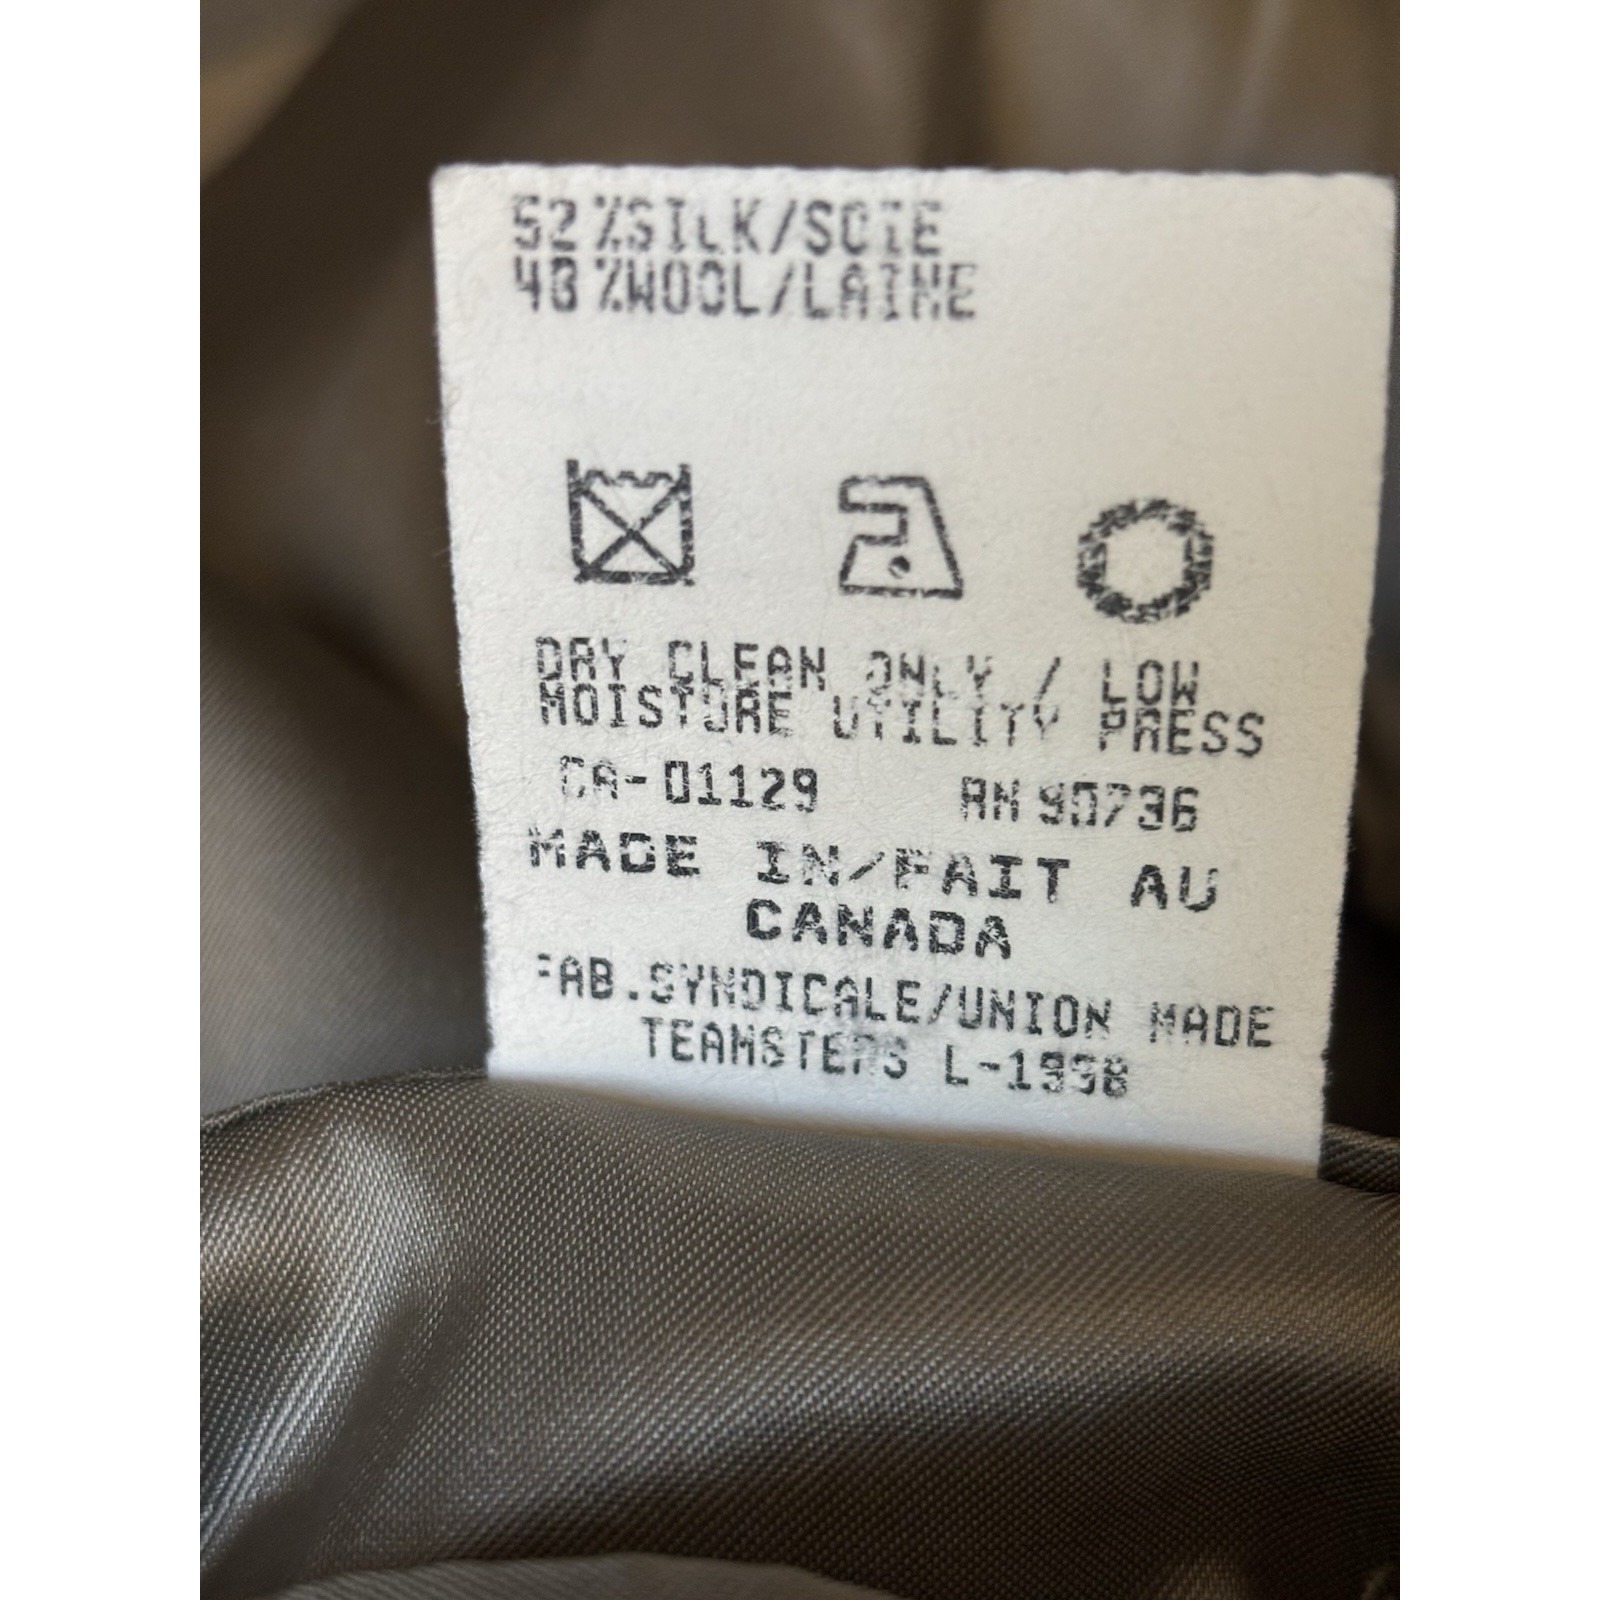 52%SILK/SOIE
48%WOOL/LAINE
DRY CLEAN ONLY / LOW
MOISTURE UTILITY PRESS
CA-01129 RN 90736
MADE IN/FAIT AU
CANADA
FAB.SYNDICALE/UNION MADE
TEAMSTERS L-1998